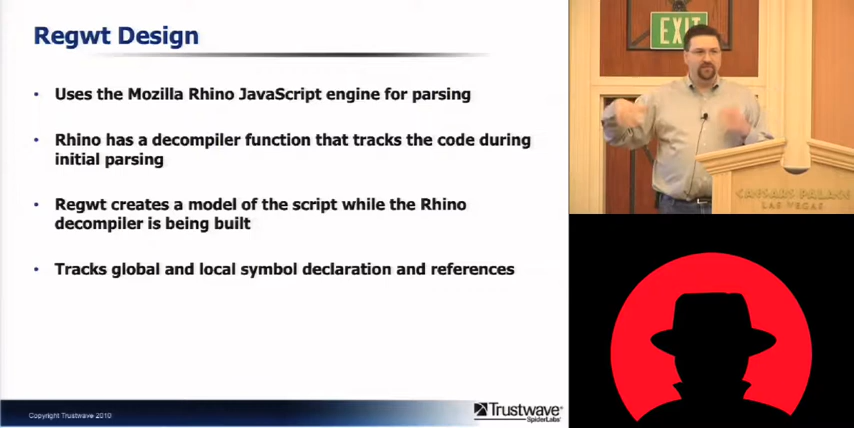 Regwt Design
• Uses the Mozilla Rhino JavaScript engine for parsing
• Rhino has a decompiler function that tracks the code during
initial parsing
• Regwt creates a model of the script while the Rhino
decompiler is being built
• Tracks global and local symbol declaration and references
Copyright Trustwave 2010
Trustwave®
SpiderLabs®
EXIT
CAESARS PALACE
LAS VEGAS